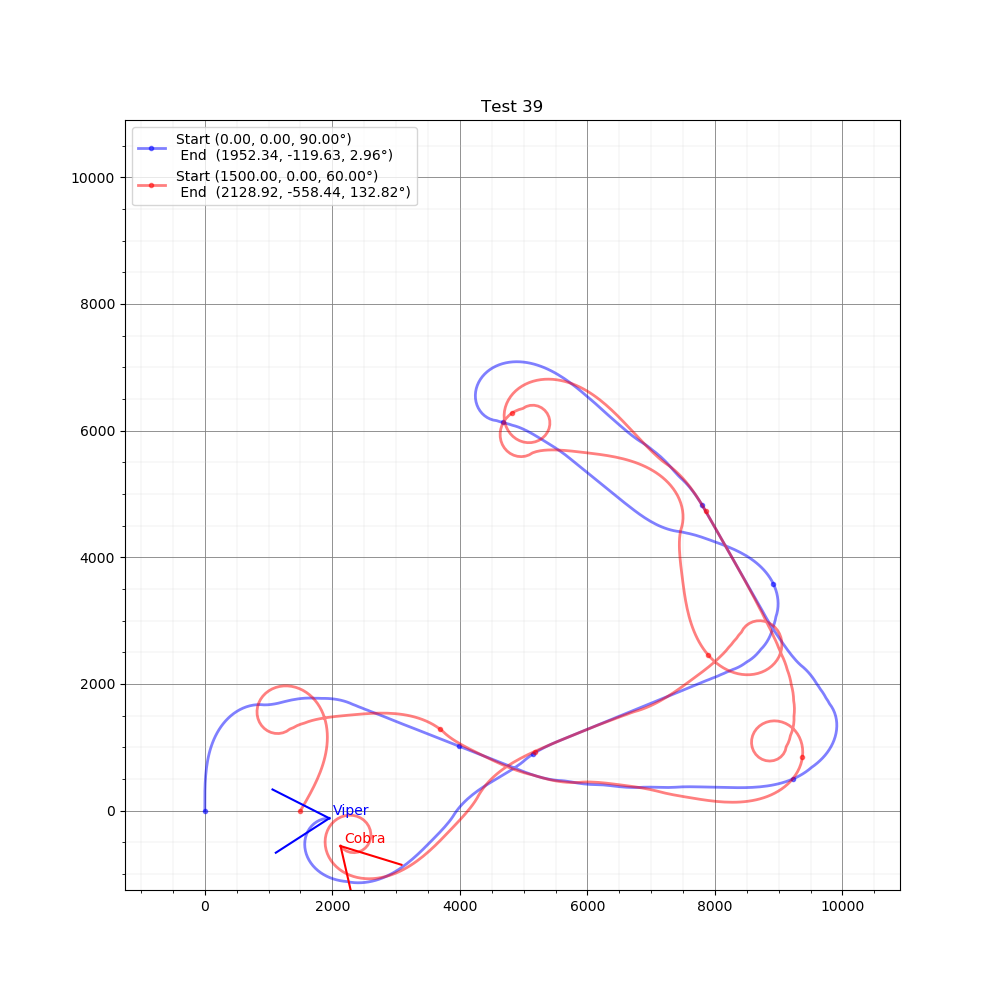 Test 39
Start (0.00, 0.00, 90.00°)
End (1952.34, -119.63, 2.96°)
Start (1500.00, 0.00, 60.00°)
End (2128.92, -558.44, 132.82°)
10000
8000
6000
4000
2000
0
Viper
Cobra
0 2000 4000 6000 8000 10000